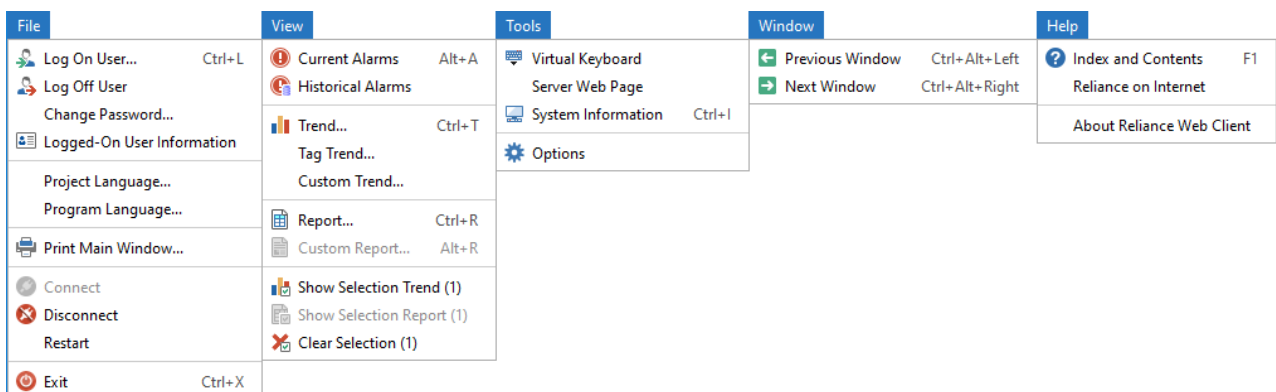 File
Log On User... Ctrl+L
Log Off User
Change Password...
Logged-On User Information
Project Language...
Program Language...
Print Main Window...
Connect
Disconnect
Restart
Exit Ctrl+X
View
Current Alarms Alt+A
Historical Alarms
Trend... Ctrl+T
Tag Trend...
Custom Trend...
Report... Ctrl+R
Custom Report... Alt+R
Show Selection Trend (1)
Show Selection Report (1)
Clear Selection (1)
Tools
Virtual Keyboard
Server Web Page
System Information Ctrl+I
Options
Window
Previous Window Ctrl+Alt+Left
Next Window Ctrl+Alt+Right
Help
Index and Contents F1
Reliance on Internet
About Reliance Web Client